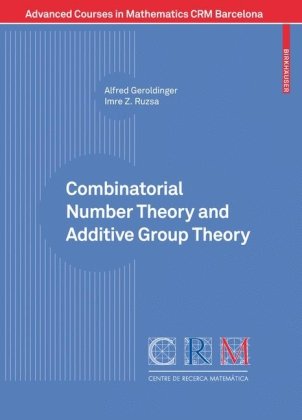 Advanced Courses in Mathematics CRM Barcelona
BIRKHAUSER
Alfred Geroldinger
Imre Z. Ruzsa
Combinatorial
Number Theory and
Additive Group Theory
CRM
CENTRE DE RECERCA MATEMÀTICA